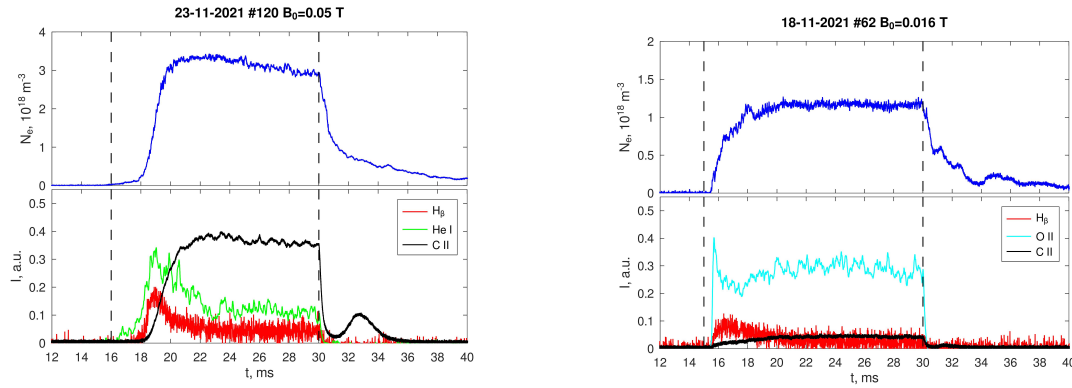 23-11-2021 #120 B₀=0.05 T
N_e, 10¹⁸ m⁻³
4
3
2
1
0
I, a.u.
0.5
0.4
0.3
0.2
0.1
0
H_β
He I
C II
12 14 16 18 20 22 24 26 28 30 32 34 36 38 40
t, ms
18-11-2021 #62 B₀=0.016 T
N_e, 10¹⁸ m⁻³
2
1.5
1
0.5
0
I, a.u.
0.5
0.4
0.3
0.2
0.1
0
H_β
O II
C II
12 14 16 18 20 22 24 26 28 30 32 34 36 38 40
t, ms